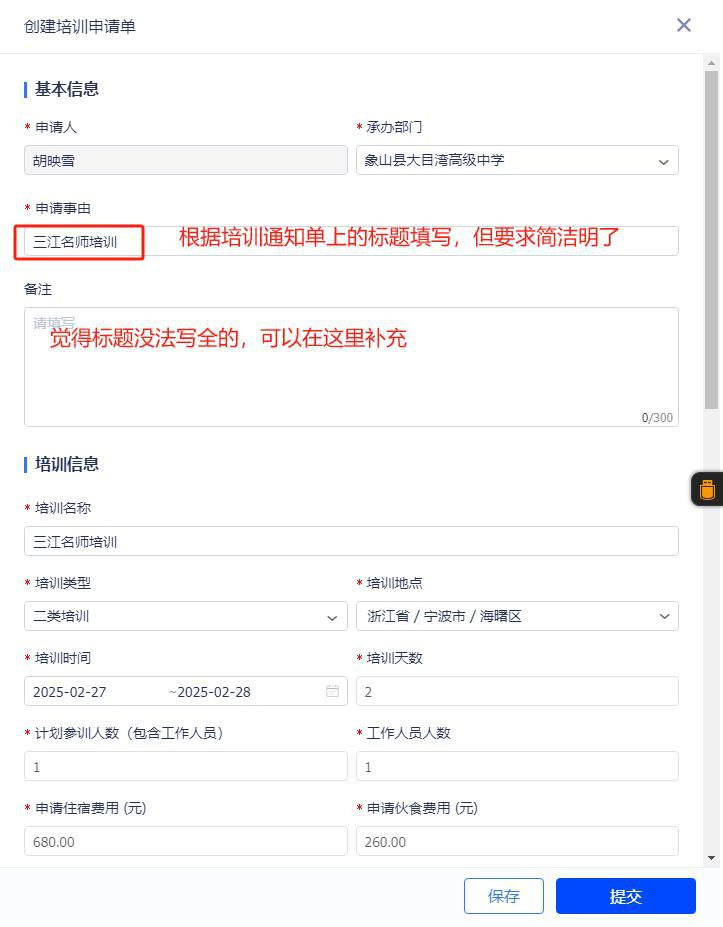 创建培训申请单
基本信息
* 申请人
* 承办部门
胡映雪
象山县大目湾高级中学
* 申请事由
三江名师培训
根据培训通知单上的标题填写，但要求简洁明了
备注
请填写
觉得标题没法写全的，可以在这里补充
0/300
培训信息
* 培训名称
三江名师培训
* 培训类型
* 培训地点
二类培训
浙江省 / 宁波市 / 海曙区
* 培训时间
* 培训天数
2025-02-27 ~2025-02-28
2
* 计划参训人数（包含工作人员）
* 工作人员人数
1
1
* 申请住宿费用 (元)
* 申请伙食费用 (元)
680.00
260.00
保存
提交